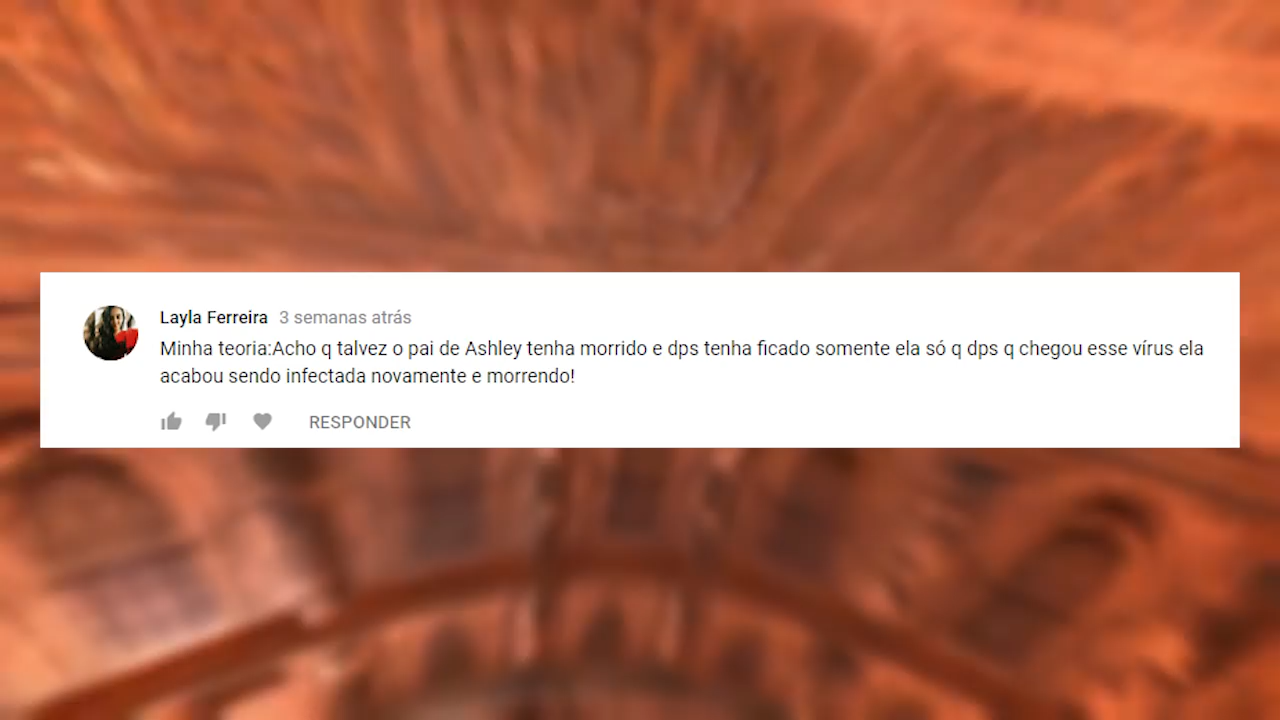 Layla Ferreira 3 semanas atrás
Minha teoria:Acho q talvez o pai de Ashley tenha morrido e dps tenha ficado somente ela só q dps q chegou esse vírus ela
acabou sendo infectada novamente e morrendo!
RESPONDER